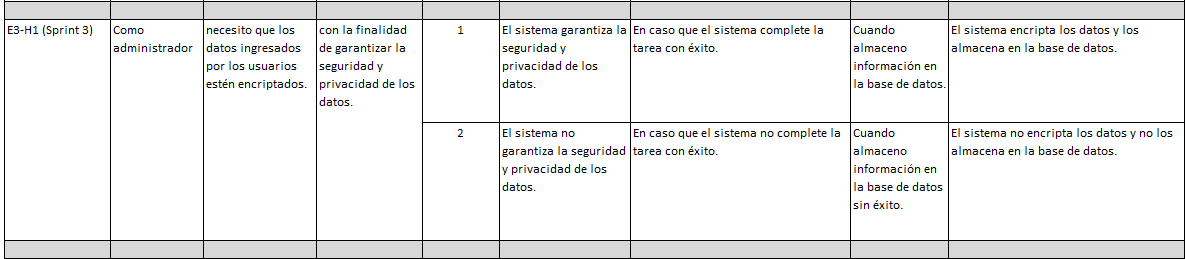 E3-H1 (Sprint 3)
Como
administrador
necesito que los
datos ingresados
por los usuarios
estén encriptados.
con la finalidad
de garantizar la
seguridad y
privacidad de los
datos.
1
El sistema garantiza la
seguridad y
privacidad de los
datos.
En caso que el sistema complete la
tarea con éxito.
Cuando
almaceno
información en
la base de datos.
El sistema encripta los datos y los
almacena en la base de datos.
2
El sistema no
garantiza la seguridad
y privacidad de los
datos.
En caso que el sistema no complete la
tarea con éxito.
Cuando
almaceno
información en
la base de datos
sin éxito.
El sistema no encripta los datos y no los
almacena en la base de datos.